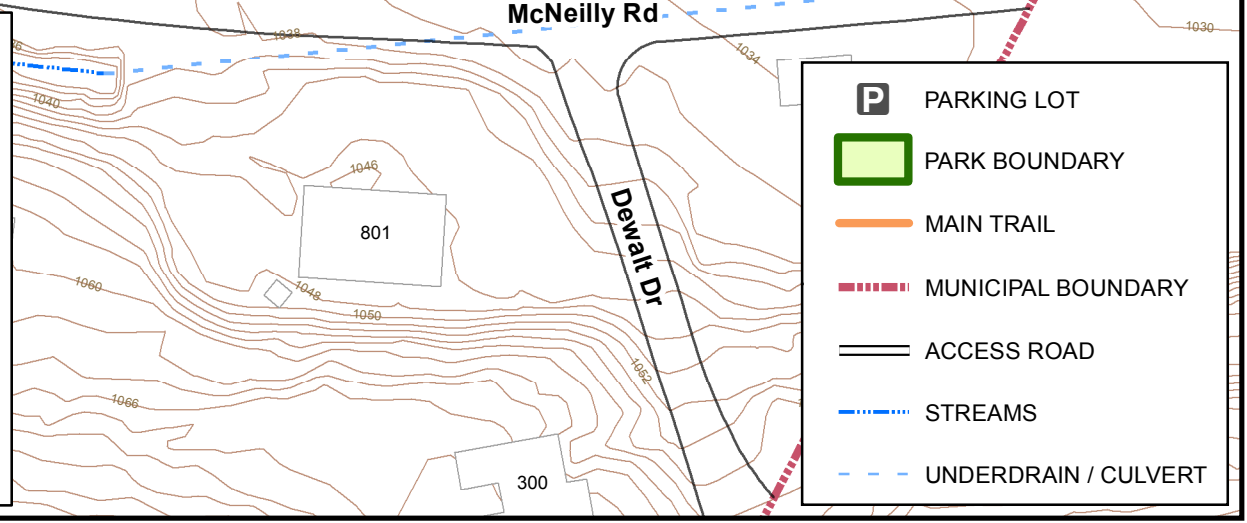 McNeilly Rd
1038
1034
1030
1040
1046
801
Dewalt Dr
1048
1060
1050
1052
1066
300
P
PARKING LOT
PARK BOUNDARY
MAIN TRAIL
MUNICIPAL BOUNDARY
ACCESS ROAD
STREAMS
UNDERDRAIN / CULVERT